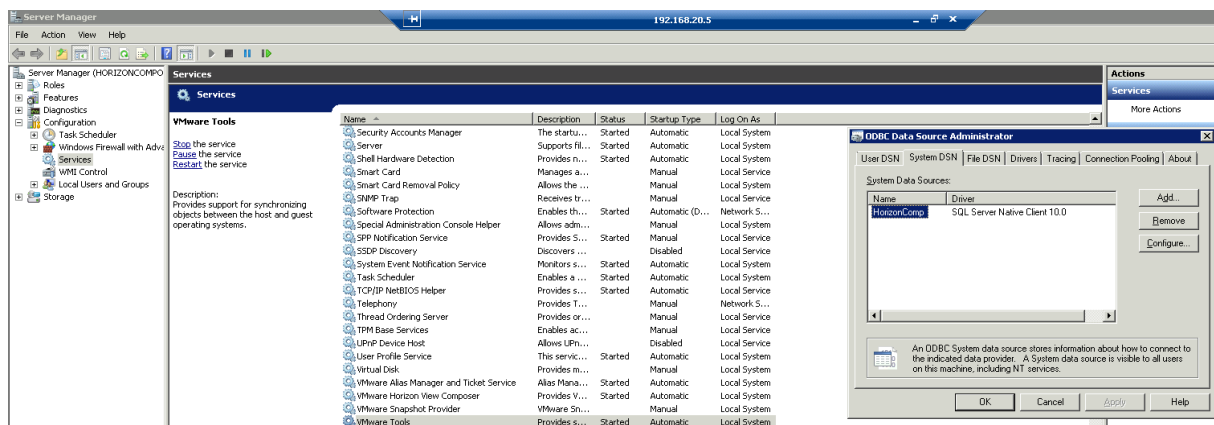 Server Manager
192.168.20.5
File Action View Help
Server Manager (HORIZONCOMPO
Roles
Features
Diagnostics
Configuration
Task Scheduler
Windows Firewall with Adva
Services
WMI Control
Local Users and Groups
Storage
Services
Services
VMware Tools
Stop the service
Pause the service
Restart the service
Description:
Provides support for synchronizing
objects between the host and guest
operating systems.
Name Description Status Startup Type Log On As
Security Accounts Manager The startu... Started Automatic Local System
Server Supports fil... Started Automatic Local System
Shell Hardware Detection Provides n... Started Automatic Local System
Smart Card Manages a... Manual Local Service
Smart Card Removal Policy Allows the ... Manual Local System
SNMP Trap Receives tr... Manual Local Service
Software Protection Enables th... Started Automatic (D... Network S...
Special Administration Console Helper Allows adm... Manual Local System
SPP Notification Service Provides S... Started Manual Local Service
SSDP Discovery Discovers ... Disabled Local Service
System Event Notification Service Monitors s... Started Automatic Local System
Task Scheduler Enables a ... Started Automatic Local System
TCP/IP NetBIOS Helper Provides s... Started Automatic Local Service
Telephony Provides T... Manual Network S...
Thread Ordering Server Provides or... Manual Local Service
TPM Base Services Enables ac... Manual Local Service
UPnP Device Host Allows UPn... Disabled Local Service
User Profile Service This servic... Started Automatic Local System
Virtual Disk Provides m... Manual Local System
VMware Alias Manager and Ticket Service Alias Mana... Started Automatic Local System
VMware Horizon View Composer Provides V... Started Automatic Local System
VMware Snapshot Provider VMware Sn... Manual Local System
VMware Tools Provides s... Started Automatic Local System
Actions
Services
More Actions
ODBC Data Source Administrator
User DSN System DSN File DSN Drivers Tracing Connection Pooling About
System Data Sources:
Name Driver
HorizonComp SQL Server Native Client 10.0
Add...
Remove
Configure...
An ODBC System data source stores information about how to connect to
the indicated data provider. A System data source is visible to all users
on this machine, including NT services.
OK Cancel Apply Help